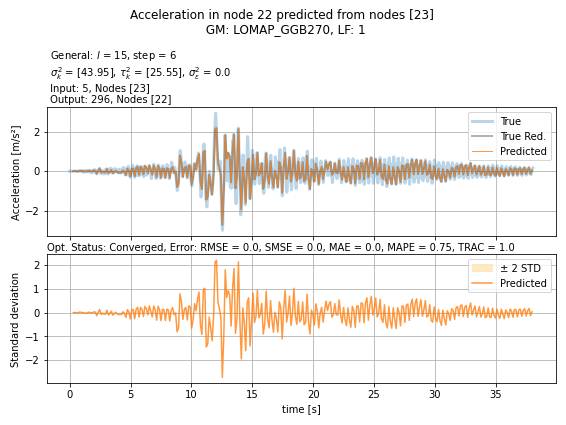 Acceleration in node 22 predicted from nodes [23]
GM: LOMAP_GGB270, LF: 1
General: l = 15, step = 6
σ²ₖ = [43.95], τ²ₖ = [25.55], σ²ε = 0.0
Input: 5, Nodes [23]
Output: 296, Nodes [22]
Acceleration [m/s²]
2
0
−2
True
True Red.
Predicted
Opt. Status: Converged, Error: RMSE = 0.0, SMSE = 0.0, MAE = 0.0, MAPE = 0.75, TRAC = 1.0
Standard deviation
2
1
0
−1
−2
± 2 STD
Predicted
0 5 10 15 20 25 30 35
time [s]